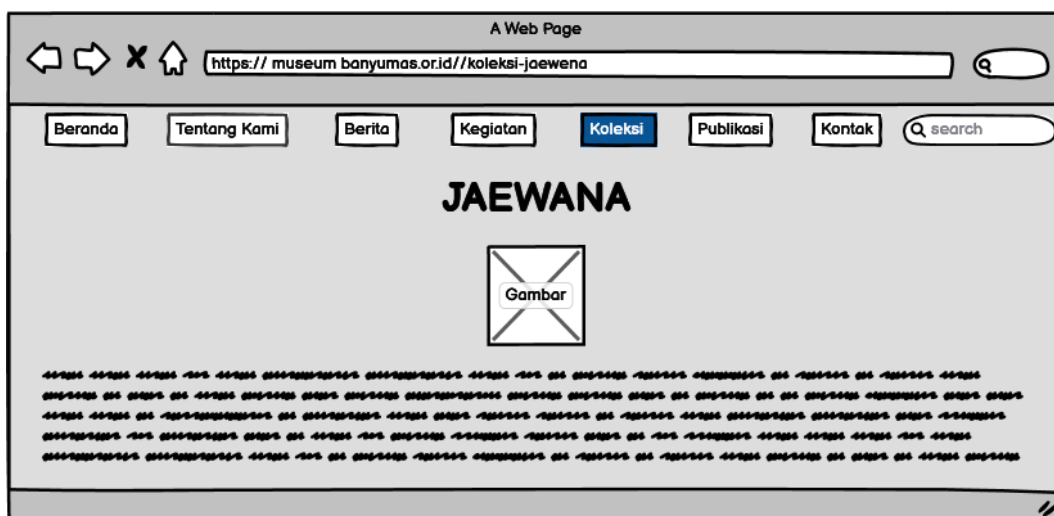 A Web Page
https:// museum banyumas.or.id//koleksi-jaewena
Beranda Tentang Kami Berita Kegiatan Koleksi Publikasi Kontak search
JAEWANA
Gambar